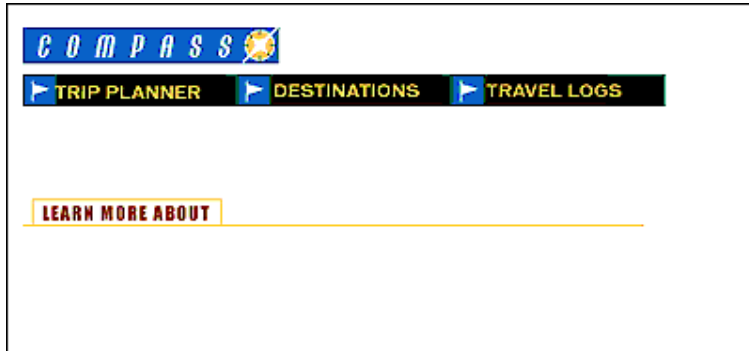 COMPASS
TRIP PLANNER DESTINATIONS TRAVEL LOGS
LEARN MORE ABOUT